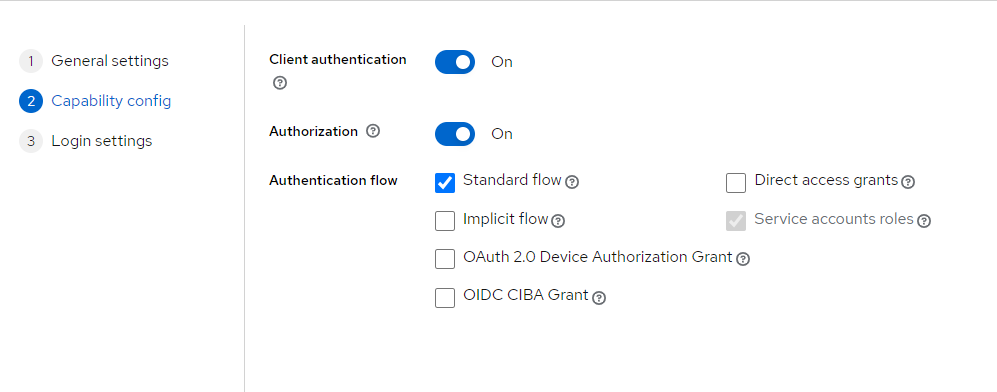 1 General settings
2 Capability config
3 Login settings
Client authentication
On
Authorization
On
Authentication flow
Standard flow
Direct access grants
Implicit flow
Service accounts roles
OAuth 2.0 Device Authorization Grant
OIDC CIBA Grant